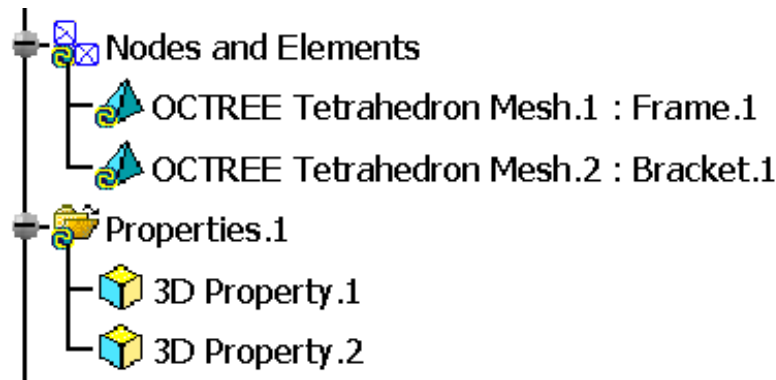 Nodes and Elements
OCTREE Tetrahedron Mesh.1 : Frame.1
OCTREE Tetrahedron Mesh.2 : Bracket.1
Properties.1
3D Property.1
3D Property.2